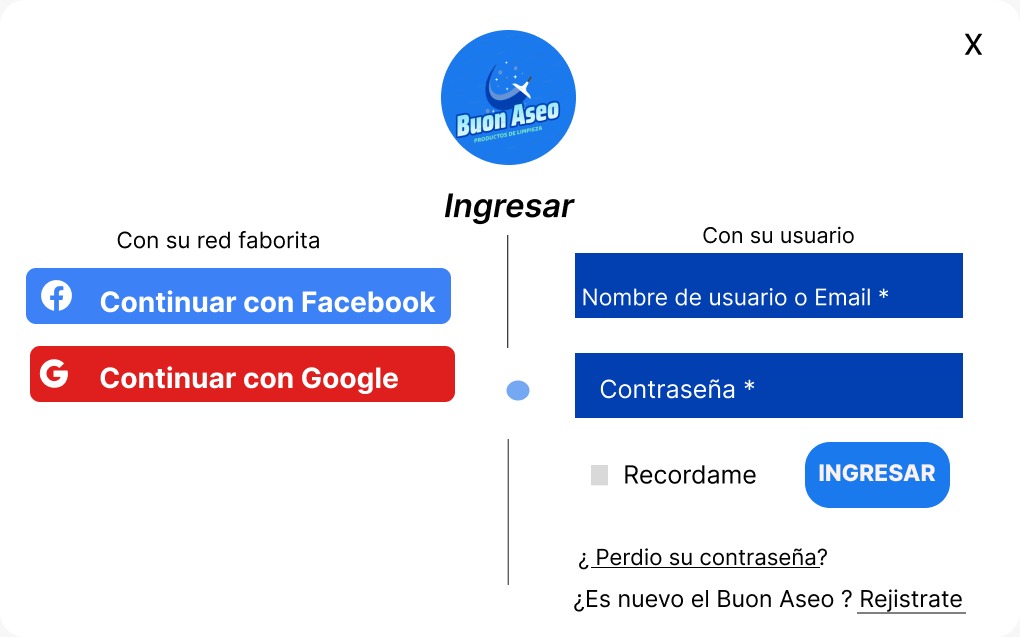 X
Buon Aseo
PRODUCTOS DE LIMPIEZA
Ingresar
Con su red faborita
Continuar con Facebook
Continuar con Google
Con su usuario
Nombre de usuario o Email *
Contraseña *
Recordame
INGRESAR
¿ Perdio su contraseña?
¿Es nuevo el Buon Aseo ? Rejistrate